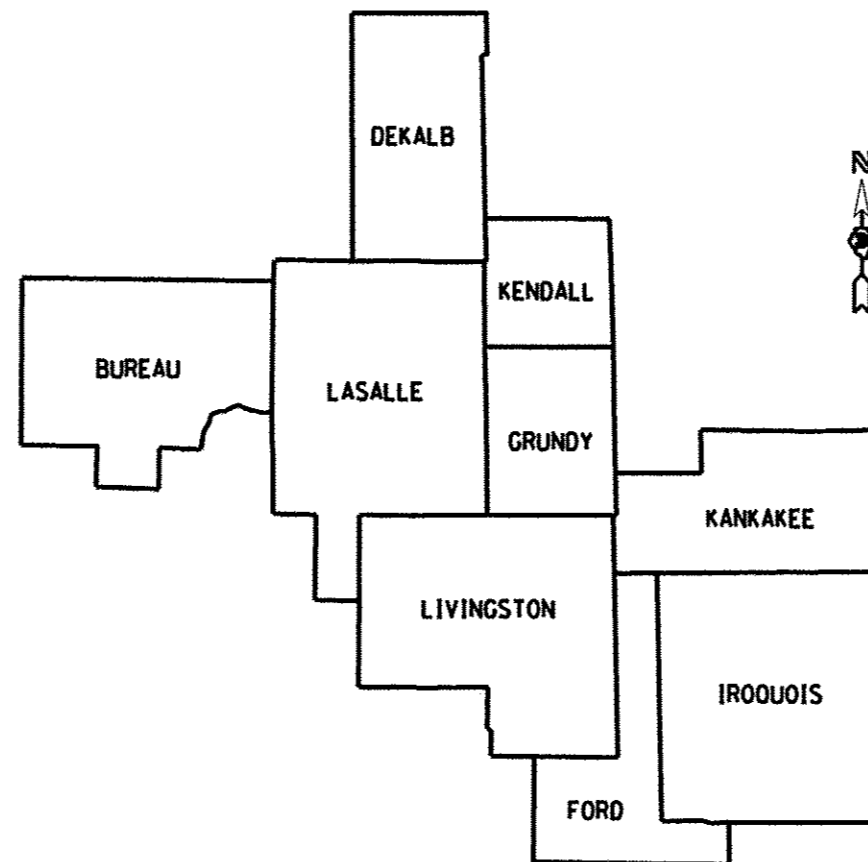 DEKALB
N
KENDALL
BUREAU
LASALLE
GRUNDY
KANKAKEE
LIVINGSTON
IROQUOIS
FORD